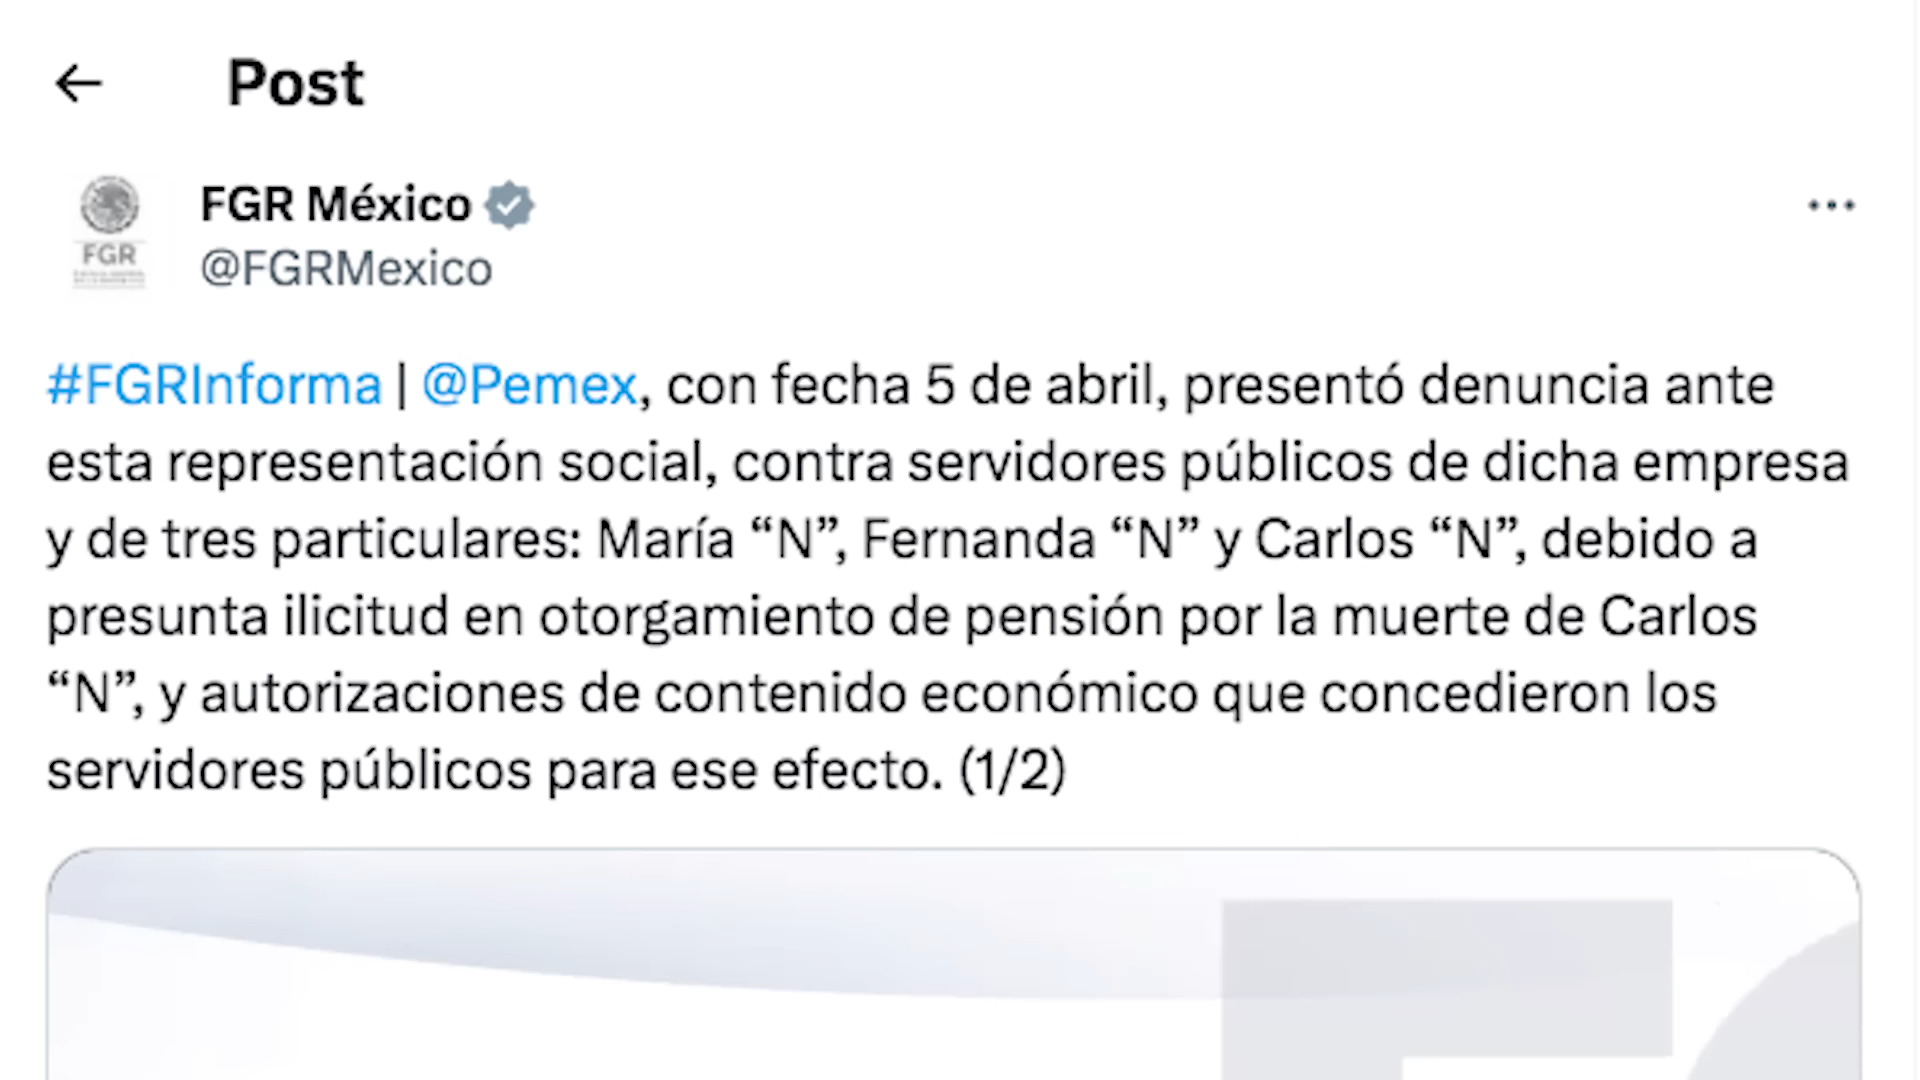 Post
FGR México
FGR
@FGRMexico
#FGRInforma | @Pemex, con fecha 5 de abril, presentó denuncia ante
esta representación social, contra servidores públicos de dicha empresa
y de tres particulares: María “N”, Fernanda “N” y Carlos “N”, debido a
presunta ilicitud en otorgamiento de pensión por la muerte de Carlos
“N”, y autorizaciones de contenido económico que concedieron los
servidores públicos para ese efecto. (1/2)